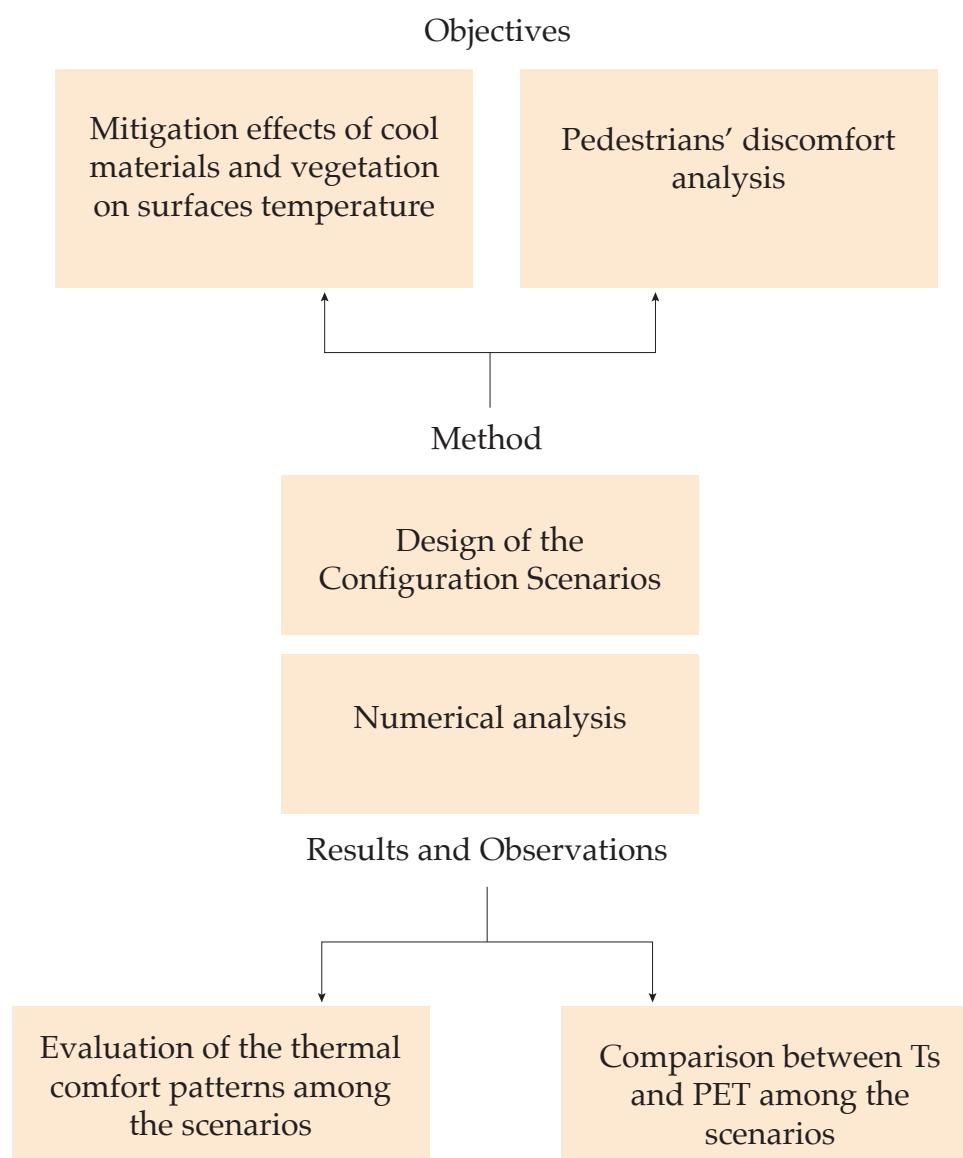 Objectives
Mitigation effects of cool
materials and vegetation
on surfaces temperature
Pedestrians’ discomfort
analysis
Method
Design of the
Configuration Scenarios
Numerical analysis
Results and Observations
Evaluation of the thermal
comfort patterns among
the scenarios
Comparison between Ts
and PET among the
scenarios